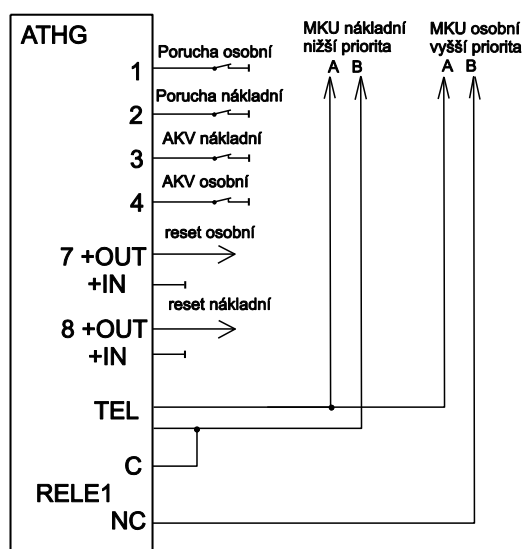 ATHG
MKU nákladní
nižší priorita
MKU osobní
vyšší priorita
A B
A B
1 Porucha osobní
2 Porucha nákladní
3 AKV nákladní
4 AKV osobní
7 +OUT reset osobní
+IN
8 +OUT reset nákladní
+IN
TEL
C
RELE1
NC